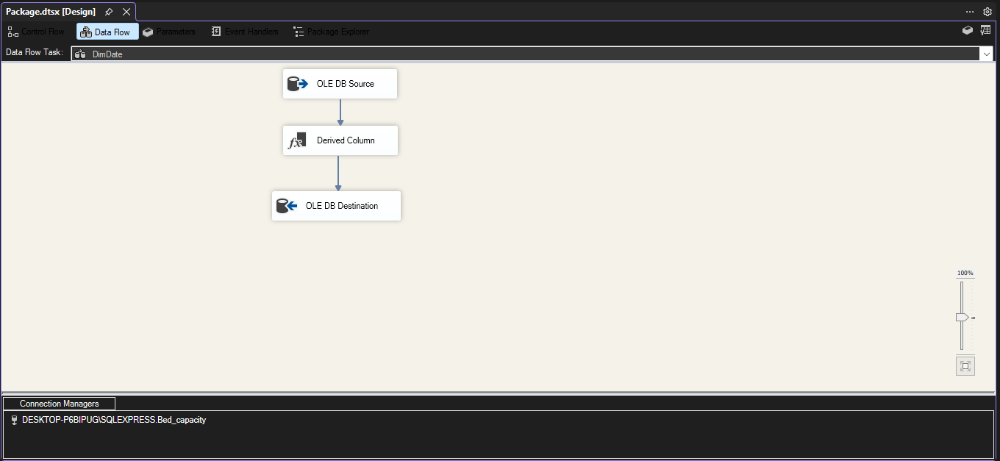 Package.dtsx [Design]
Control Flow Data Flow Parameters Event Handlers Package Explorer
Data Flow Task: DimDate
OLE DB Source
Derived Column
OLE DB Destination
100%
Connection Managers
DESKTOP-P6BIPUG\SQLEXPRESS.Bed_capacity